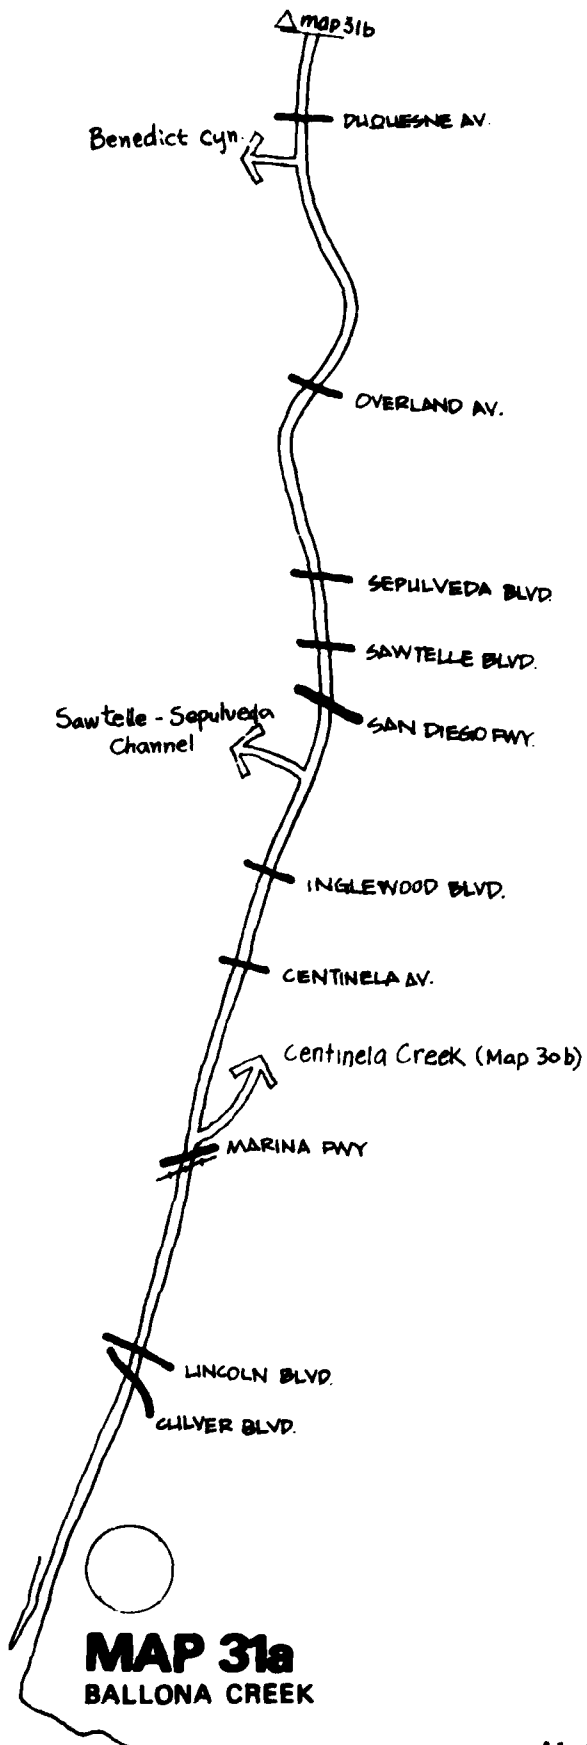 △ map 31b
DUQUESNE AV.
Benedict Cyn.
OVERLAND AV.
SEPULVEDA BLVD.
SAWTELLE BLVD.
Sawtelle - Sepulveda
Channel
SAN DIEGO FWY.
INGLEWOOD BLVD.
CENTINELA AV.
Centinela Creek (Map 30b)
MARINA FWY
LINCOLN BLVD.
CULVER BLVD.
MAP 31a
BALLONA CREEK